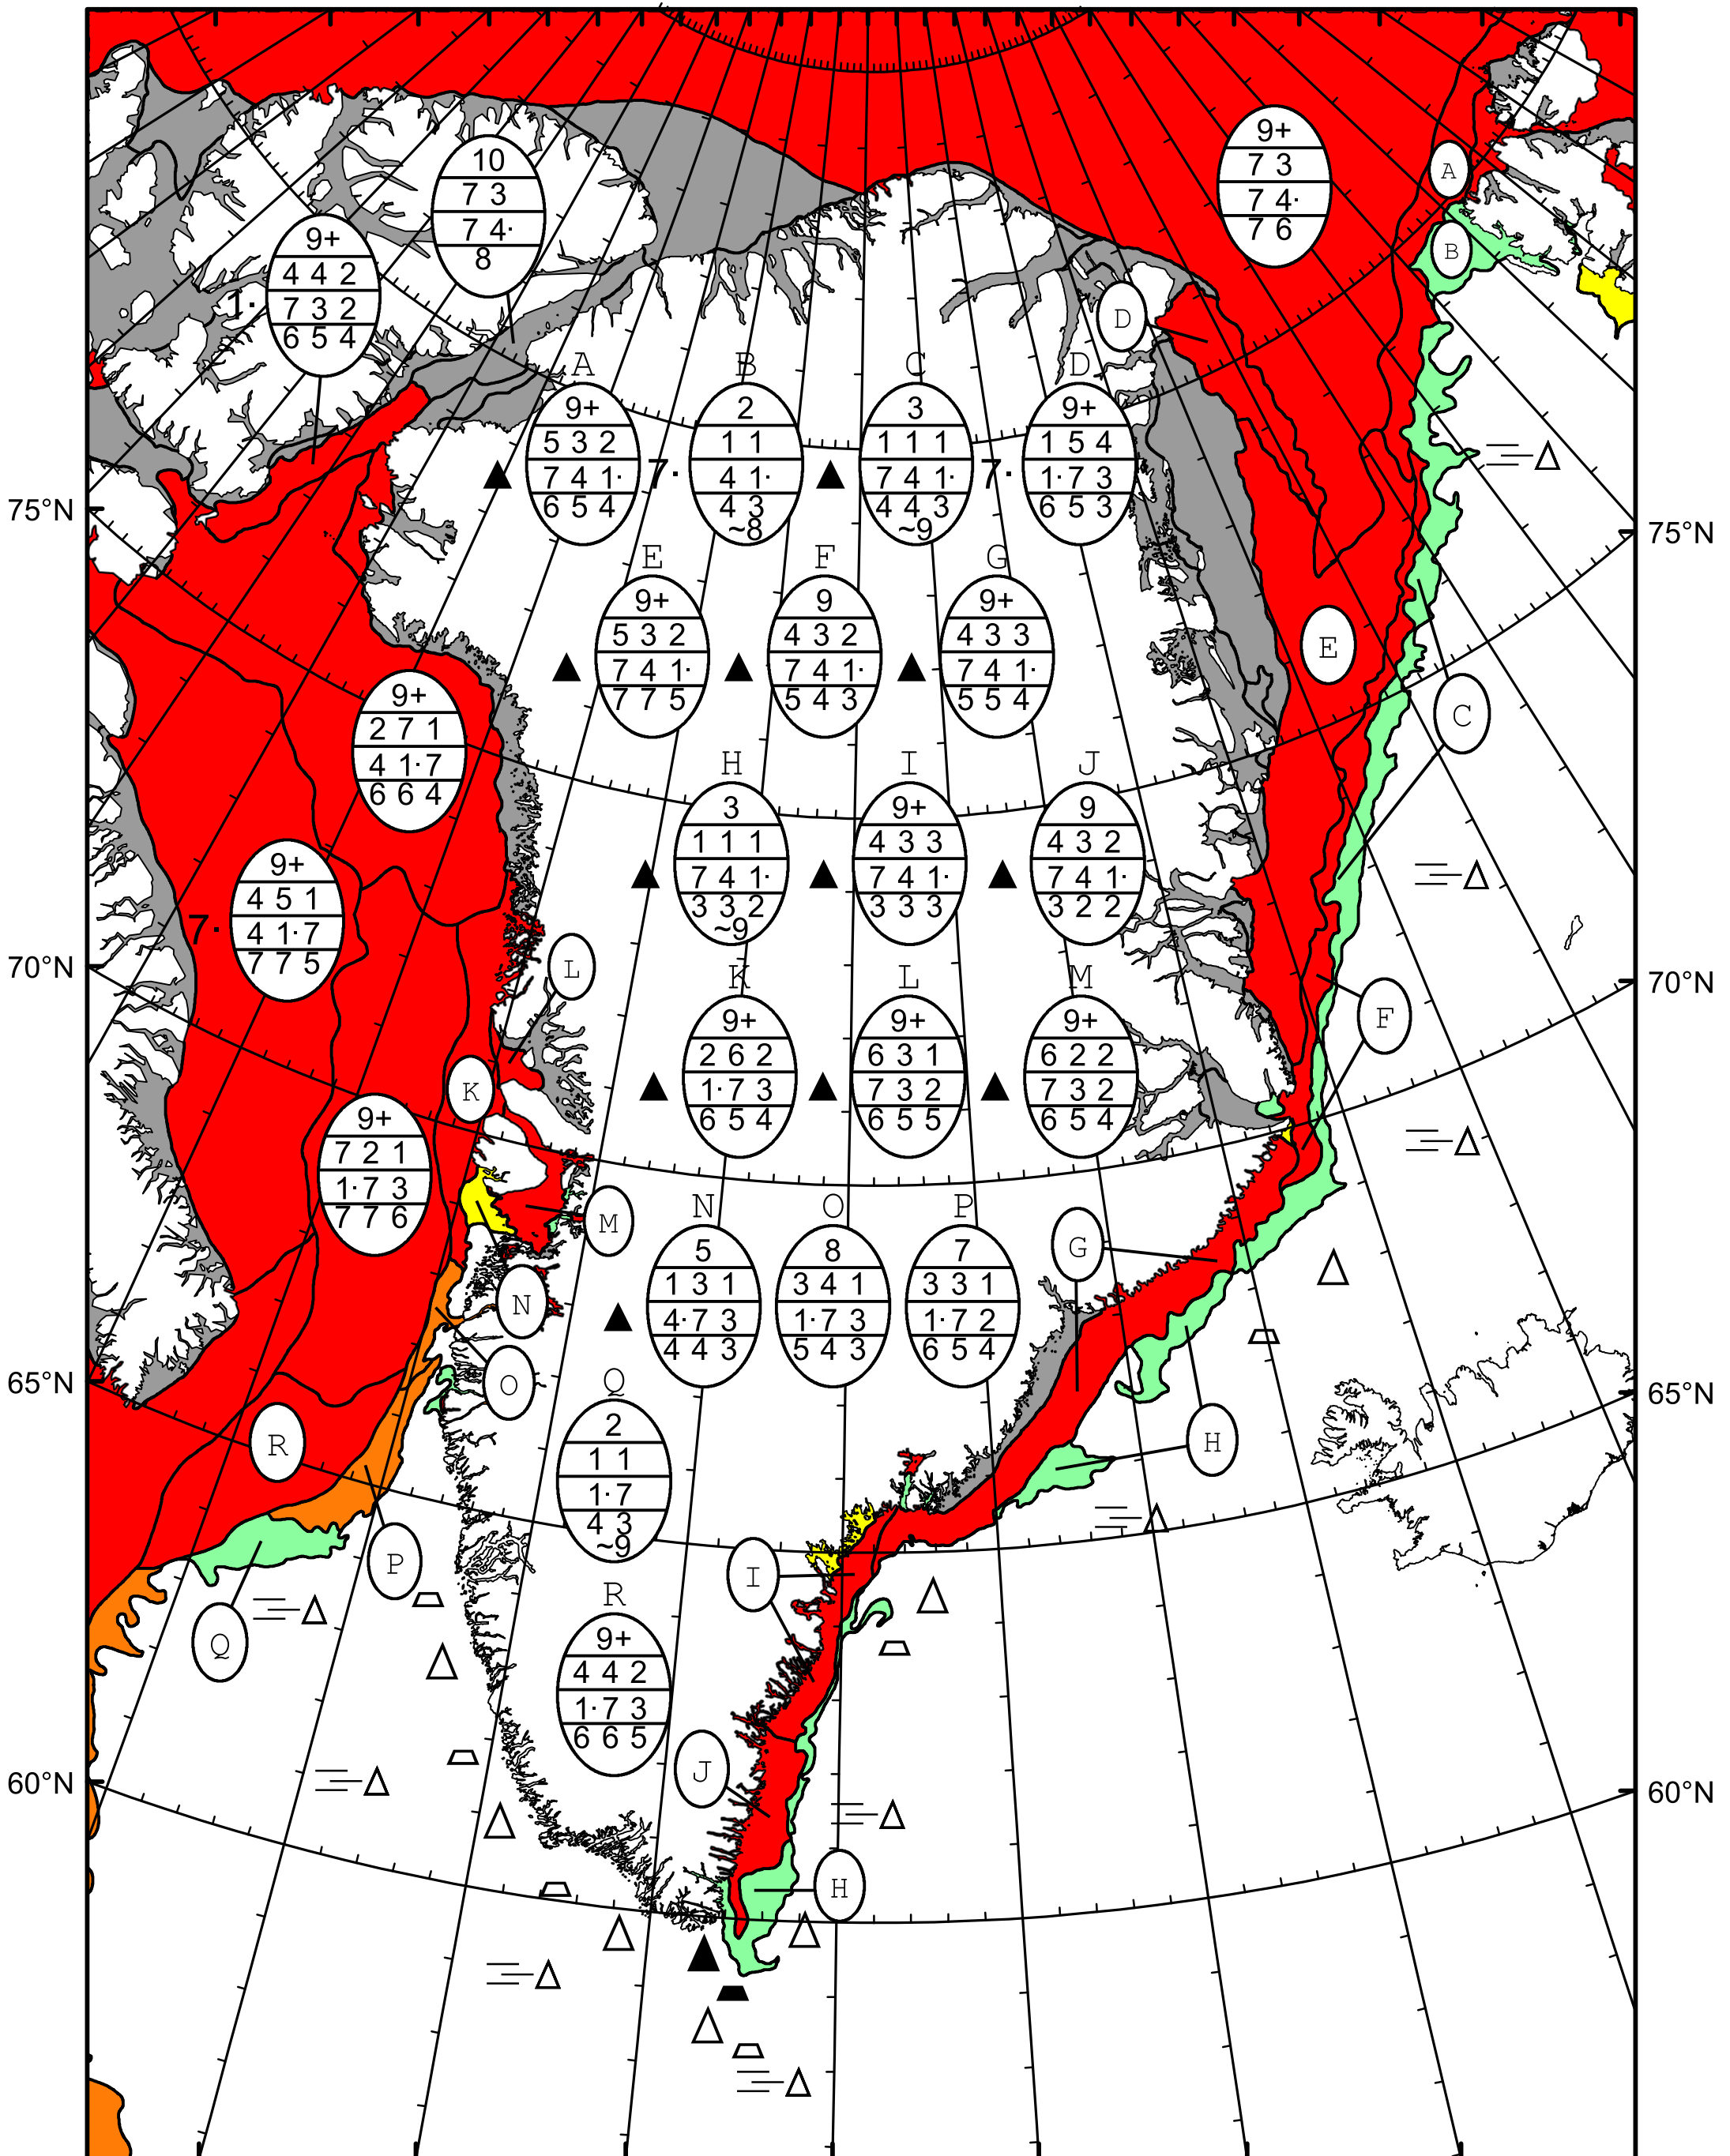 10
7 3
7 4·
8
9+
7 3
7 4·
7 6
A
B
9+
4 4 2
1· 7 3 2
6 5 4
D
A B C D
9+ 2 3 9+
5 3 2 1 1 1 1 1 1 5 4
7 4 1· 7· 4 1· 7 4 1· 7· 1·7 3
6 5 4 4 3 4 4 3 6 5 3
~8 ~9
75°N 75°N
E F G
9+ 9 9+
5 3 2 4 3 2 4 3 3
7 4 1· 7 4 1· 7 4 1·
7 7 5 5 4 3 5 5 4
E
C
9+
2 7 1
4 1·7
6 6 4
H I J
3 9+ 9
1 1 1 4 3 3 4 3 2
7 4 1· 7 4 1· 7 4 1·
3 3 2 3 3 3 3 2 2
~9
9+
4 5 1
7· 4 1·7
7 7 5
70°N L 70°N
K L M
9+ 9+ 9+
2 6 2 6 3 1 6 2 2
1·7 3 7 3 2 7 3 2
6 5 4 6 5 5 6 5 4
F
K
9+
7 2 1
1·7 3
7 7 6
M
N O P
5 8 7
1 3 1 3 4 1 3 3 1
4·7 3 1·7 3 1·7 2
4 4 3 5 4 3 6 5 4
G
N
65°N O 65°N
Q
2
1 1
1·7
4 3
~9
R
H
P
I
Q
R
9+
4 4 2
1·7 3
6 6 5
J
60°N 60°N
H